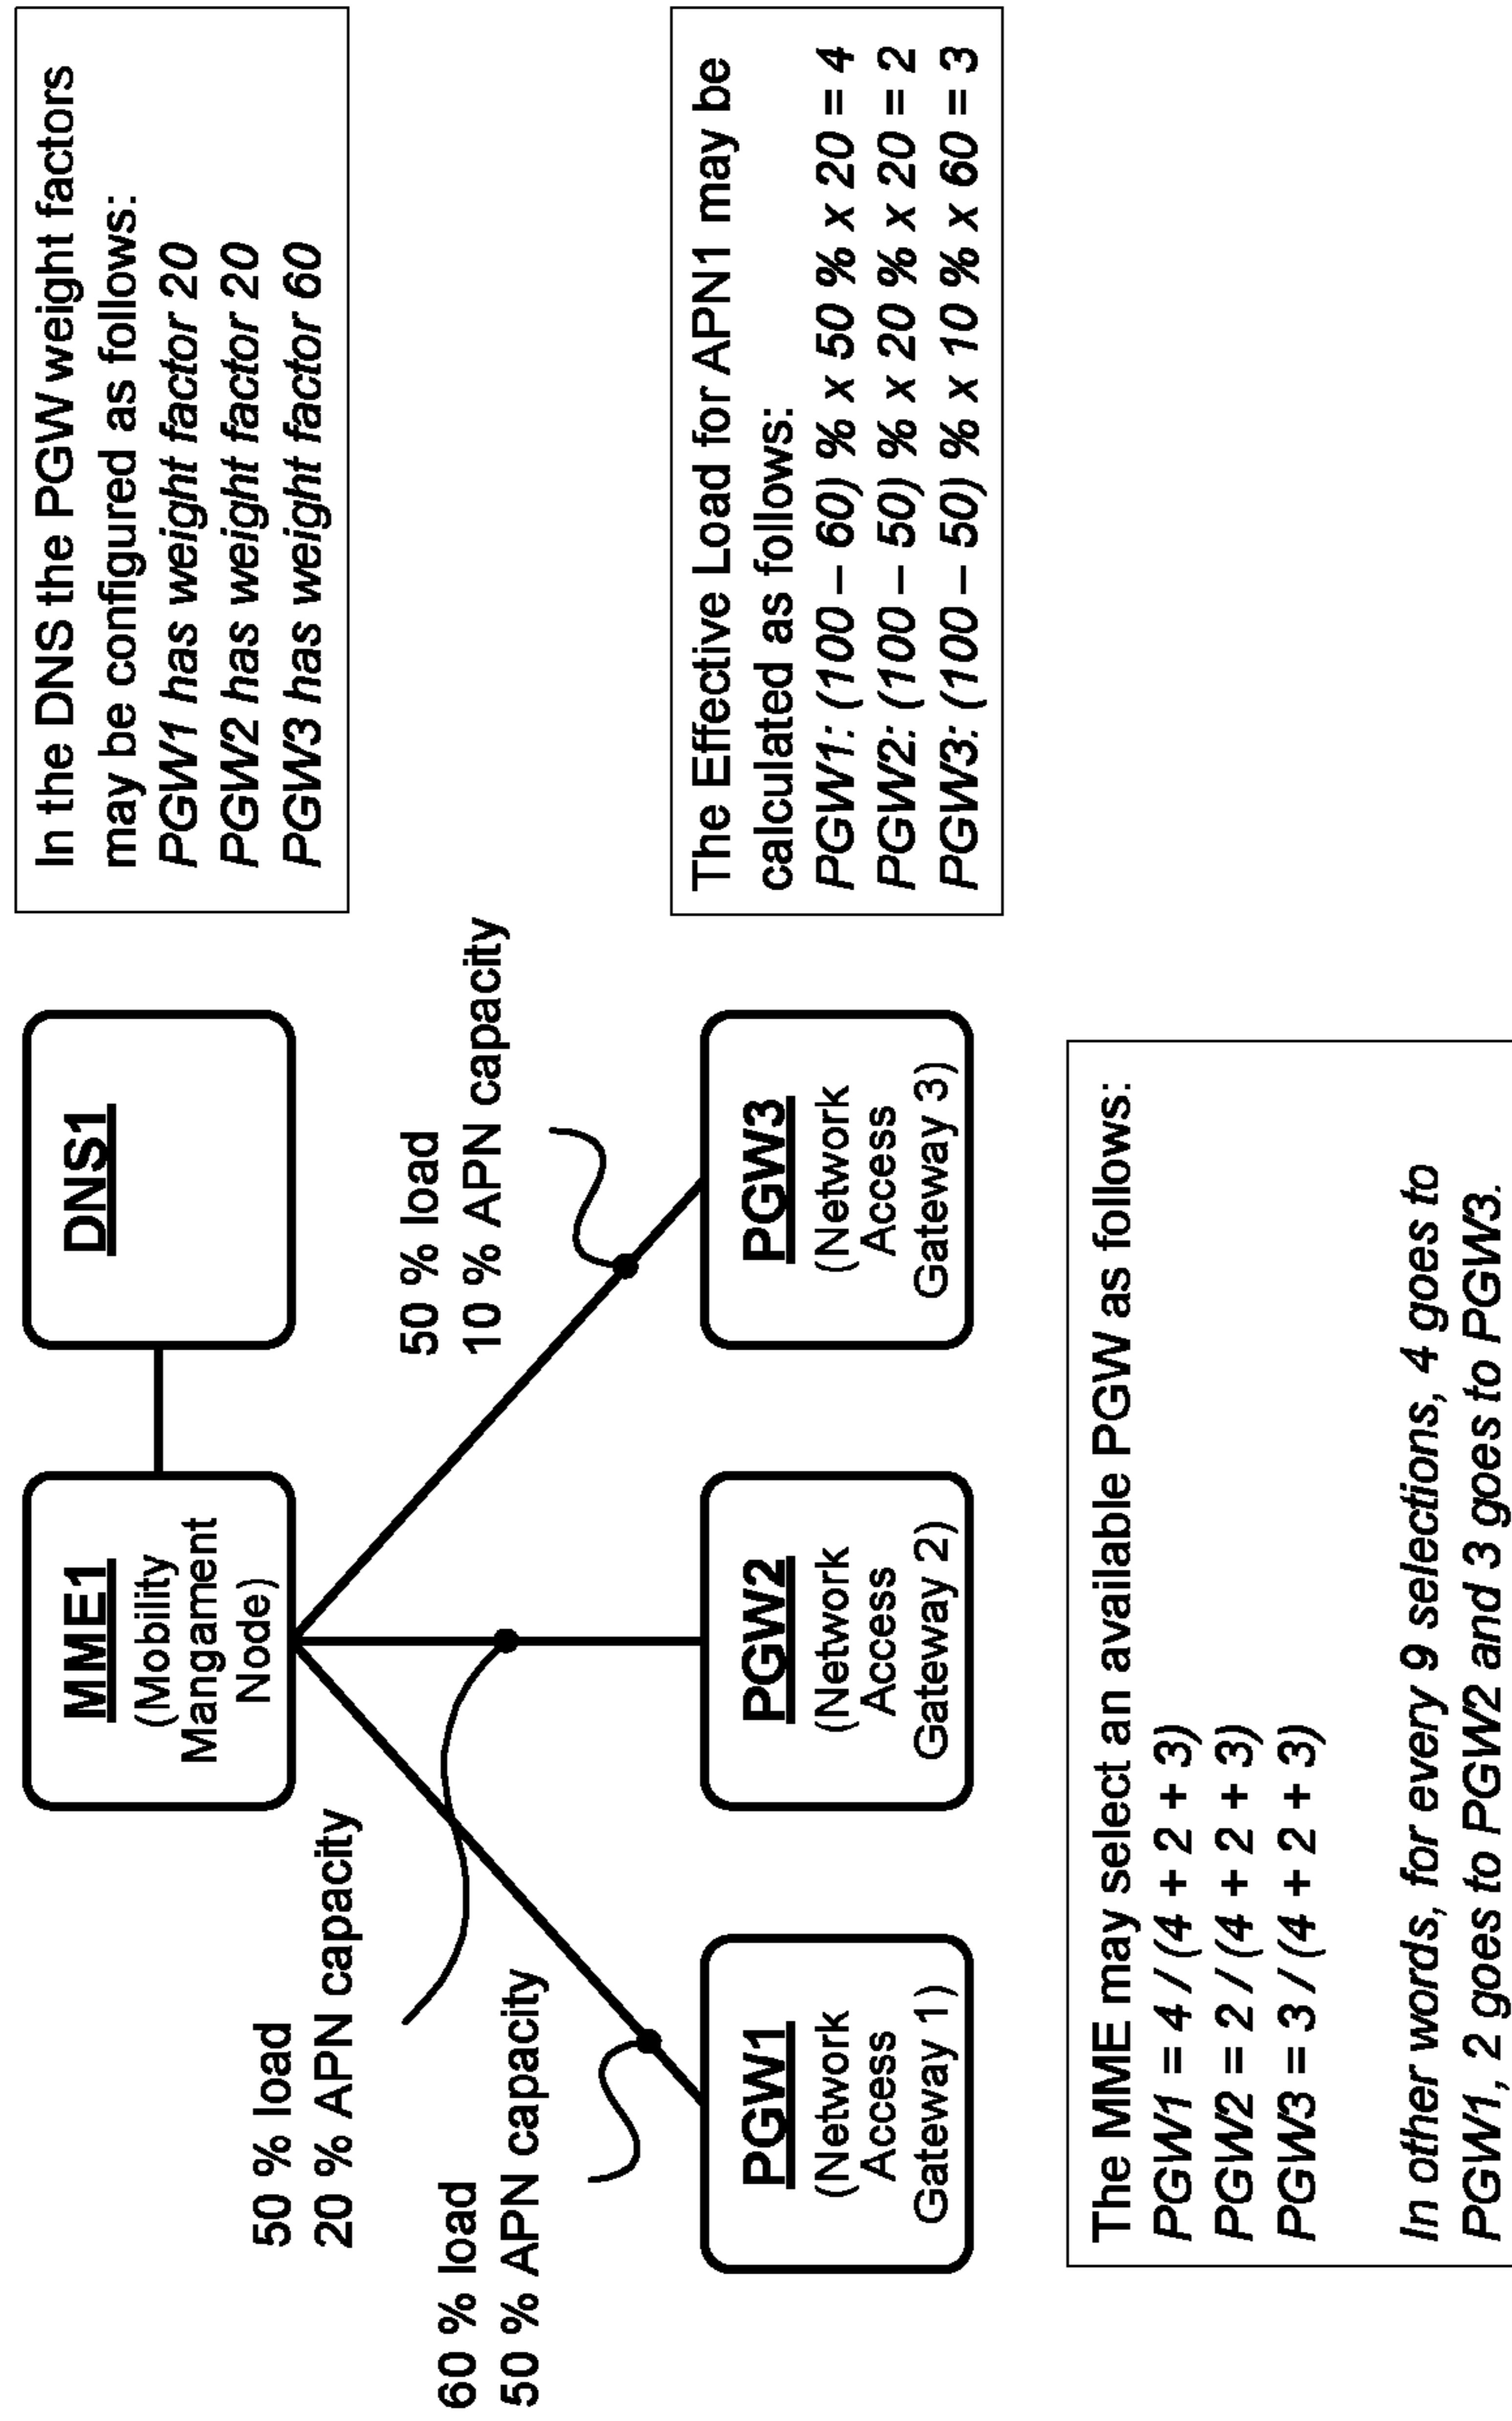 MME1
(Mobility
Mangament
Node)
DNS1
In the DNS the PGW weight factors
may be configured as follows:
PGW1 has weight factor 20
PGW2 has weight factor 20
PGW3 has weight factor 60
50 % load
20 % APN capacity
60 % load
50 % APN capacity
50 % load
10 % APN capacity
PGW1
(Network
Access
Gateway 1)
PGW2
(Network
Access
Gateway 2)
PGW3
(Network
Access
Gateway 3)
The Effective Load for APN1 may be
calculated as follows:
PGW1: (100 – 60) % x 50 % x 20 = 4
PGW2: (100 – 50) % x 20 % x 20 = 2
PGW3: (100 – 50) % x 10 % x 60 = 3
The MME may select an available PGW as follows:
PGW1 = 4 / (4 + 2 + 3)
PGW2 = 2 / (4 + 2 + 3)
PGW3 = 3 / (4 + 2 + 3)
In other words, for every 9 selections, 4 goes to
PGW1, 2 goes to PGW2 and 3 goes to PGW3.